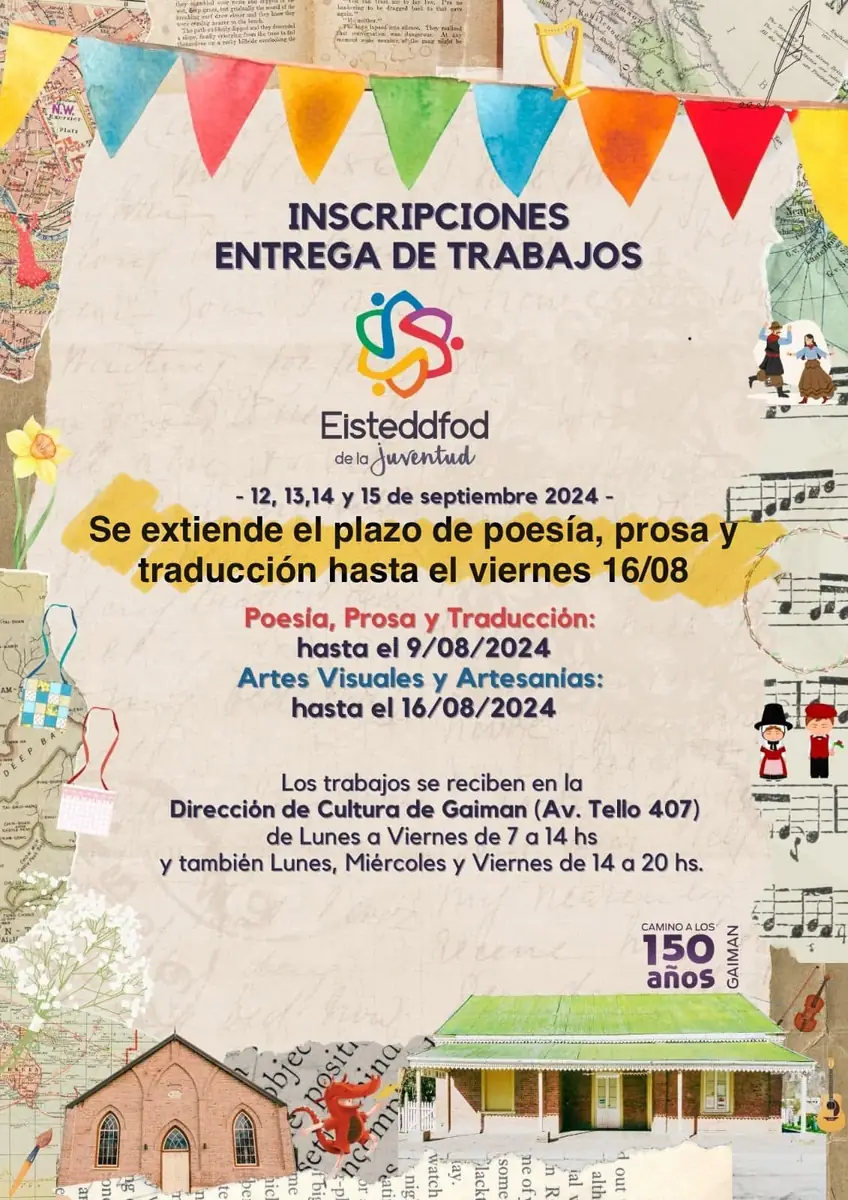 N.W.
INSCRIPCIONES
ENTREGA DE TRABAJOS
Eisteddfod
de la juventud
- 12, 13,14 y 15 de septiembre 2024 -
Se extiende el plazo de poesía, prosa y
traducción hasta el viernes 16/08
Poesía, Prosa y Traducción:
hasta el 9/08/2024
Artes Visuales y Artesanías:
hasta el 16/08/2024
Los trabajos se reciben en la
Dirección de Cultura de Gaiman (Av. Tello 407)
de Lunes a Viernes de 7 a 14 hs
y también Lunes, Miércoles y Viernes de 14 a 20 hs.
CAMINO A LOS
150
años
GAIMAN
DEEP BAY